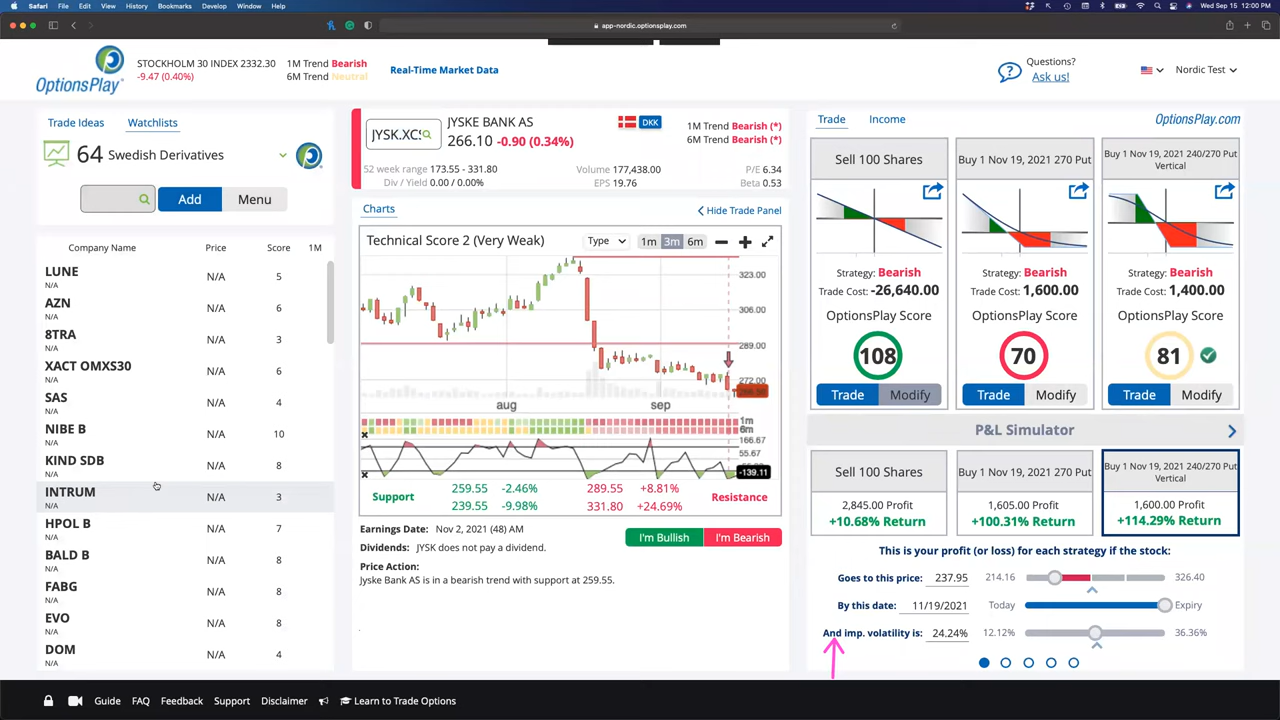 Safari File Edit View History Bookmarks Develop Window Help Wed Sep 15 12:00 PM
app-nordic.optionsplay.com
OptionsPlay
STOCKHOLM 30 INDEX 2332.30
-9.47 (0.40%)
1M Trend Bearish
6M Trend Neutral
Real-Time Market Data
Questions?
Ask us!
Nordic Test
Trade Ideas Watchlists
64 Swedish Derivatives
Add Menu
Company Name Price Score 1M
LUNE N/A 5
N/A
AZN N/A 6
N/A
8TRA N/A 3
N/A
XACT OMXS30 N/A 6
N/A
SAS N/A 4
N/A
NIBE B N/A 10
N/A
KIND SDB N/A 8
N/A
INTRUM N/A 3
N/A
HPOL B N/A 7
N/A
BALD B N/A 8
N/A
FABG N/A 8
N/A
EVO N/A 8
N/A
DOM N/A 4
N/A
JYSK.XCS
JYSKE BANK AS
266.10 -0.90 (0.34%)
DKK
1M Trend Bearish (*)
6M Trend Bearish (*)
52 week range 173.55 - 331.80 Volume 177,438.00 P/E 6.34
Div / Yield 0.00 / 0.00% EPS 19.76 Beta 0.53
Charts Hide Trade Panel
Technical Score 2 (Very Weak) Type 1m 3m 6m
323.00
306.00
289.00
272.00
aug sep
1m
6m
166.67
-139.11
Support 259.55 -2.46% 289.55 +8.81% Resistance
239.55 -9.98% 331.80 +24.69%
Earnings Date: Nov 2, 2021 (48) AM
Dividends: JYSK does not pay a dividend.
I'm Bullish I'm Bearish
Price Action:
Jyske Bank AS is in a bearish trend with support at 259.55.
Trade Income OptionsPlay.com
Sell 100 Shares
Strategy: Bearish
Trade Cost: -26,640.00
OptionsPlay Score
108
Trade Modify
Buy 1 Nov 19, 2021 270 Put
Strategy: Bearish
Trade Cost: 1,600.00
OptionsPlay Score
70
Trade Modify
Buy 1 Nov 19, 2021 240/270 Put
Vertical
Strategy: Bearish
Trade Cost: 1,400.00
OptionsPlay Score
81
Trade Modify
P&L Simulator
Sell 100 Shares
2,845.00 Profit
+10.68% Return
Buy 1 Nov 19, 2021 270 Put
1,605.00 Profit
+100.31% Return
Buy 1 Nov 19, 2021 240/270 Put
Vertical
1,600.00 Profit
+114.29% Return
This is your profit (or loss) for each strategy if the stock:
Goes to this price: 237.95 214.16 326.40
By this date: 11/19/2021 Today Expiry
And imp. volatility is: 24.24% 12.12% 36.36%
Guide FAQ Feedback Support Disclaimer Learn to Trade Options